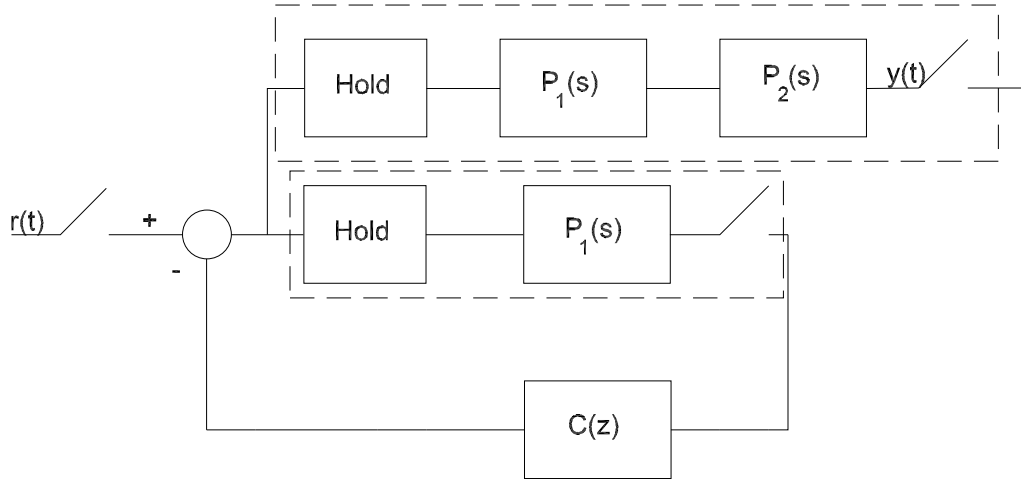 Hold
P1(s)
P2(s)
y(t)
r(t)
+
-
Hold
P1(s)
C(z)